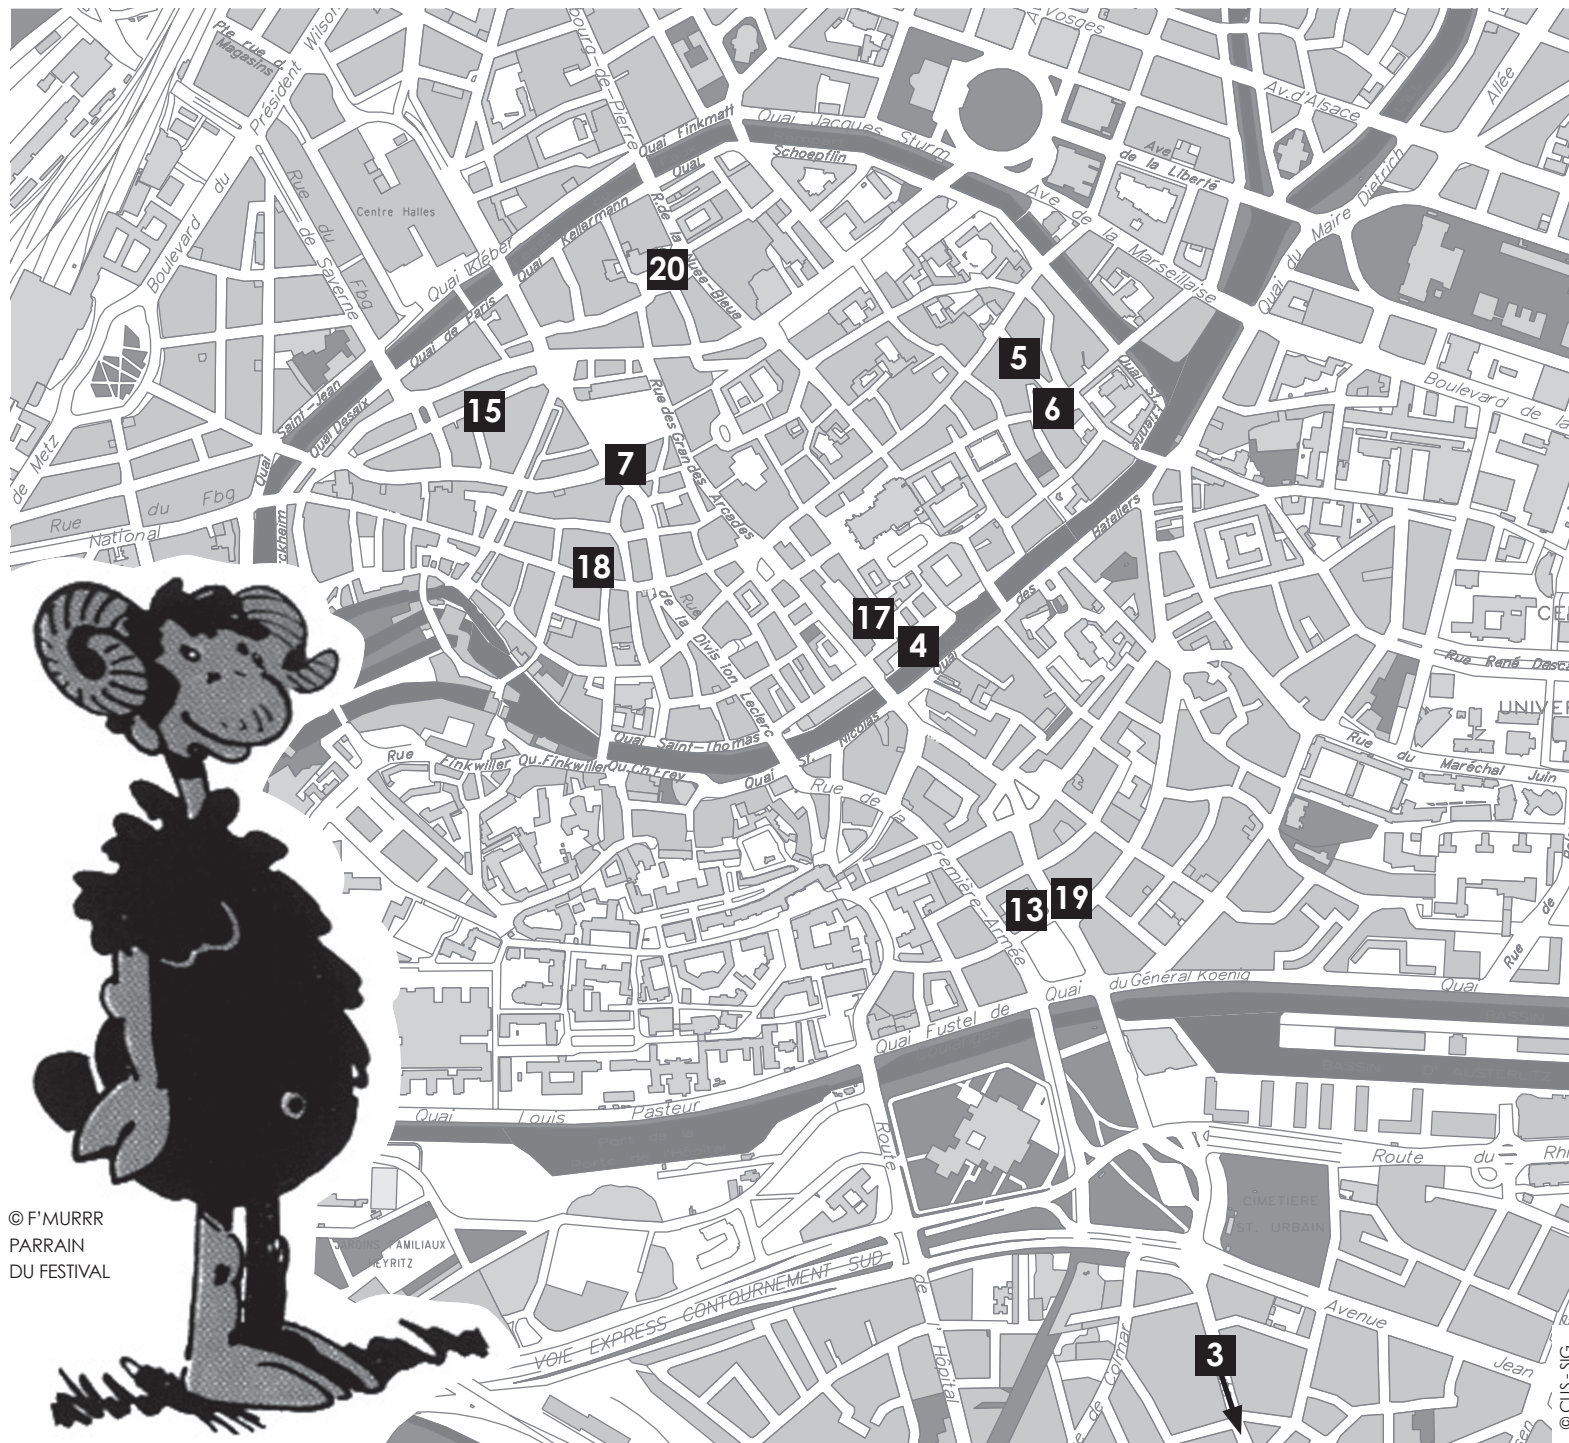 Pte rue d.
Magasins
Wilson
Président
du
Boulevard
bourg-de-Pierre
Quai Finkmatt
Quai Jacques Sturm
Schoepflin
Vosges
Av. d'Alsace
Allée
Ave
de la Liberté
Ave de la Marseillaise
Quai du Maire Dietrich
Rue
du
Fbg
de Saverne
Centre Halles
Quai Kléber
Quai Kellermann
Quai
R. de la Nuée-Bleue
20
Quai de Paris
Quai Saint-Jean
Quai Desaix
15
5
6
Quai St. Etienne
Boulevard de la
de Metz
7
Rue des Grandes Arcades
Rue du Fbg
National
ckheim
18
Quai des Bateliers
17
4
Rue
de la Division Leclerc
Rue René Desca
CE
UNIVER
Quai Saint-Thomas
Quai St. Nicolas
Rue
Finkwiller
Qu. Finkwiller
Qu. Ch. Frey
Rue de la
Première-Armée
Rue
du Maréchal Juin
13
19
Rue de
Quai du Général Koenig
Quai
Quai Fustel de
BASSIN D'AUSTERLITZ
Quai Louis Pasteur
Route
de l'Hôpital
Route du Rhi
CIMETIERE
ST. URBAIN
© F'MURRR
PARRAIN
DU FESTIVAL
JARDINS FAMILIAUX
HEYRITZ
VOIE EXPRESS CONTOURNEMENT SUD
Avenue
Jean
3
de Colmar
© CUS - SIG